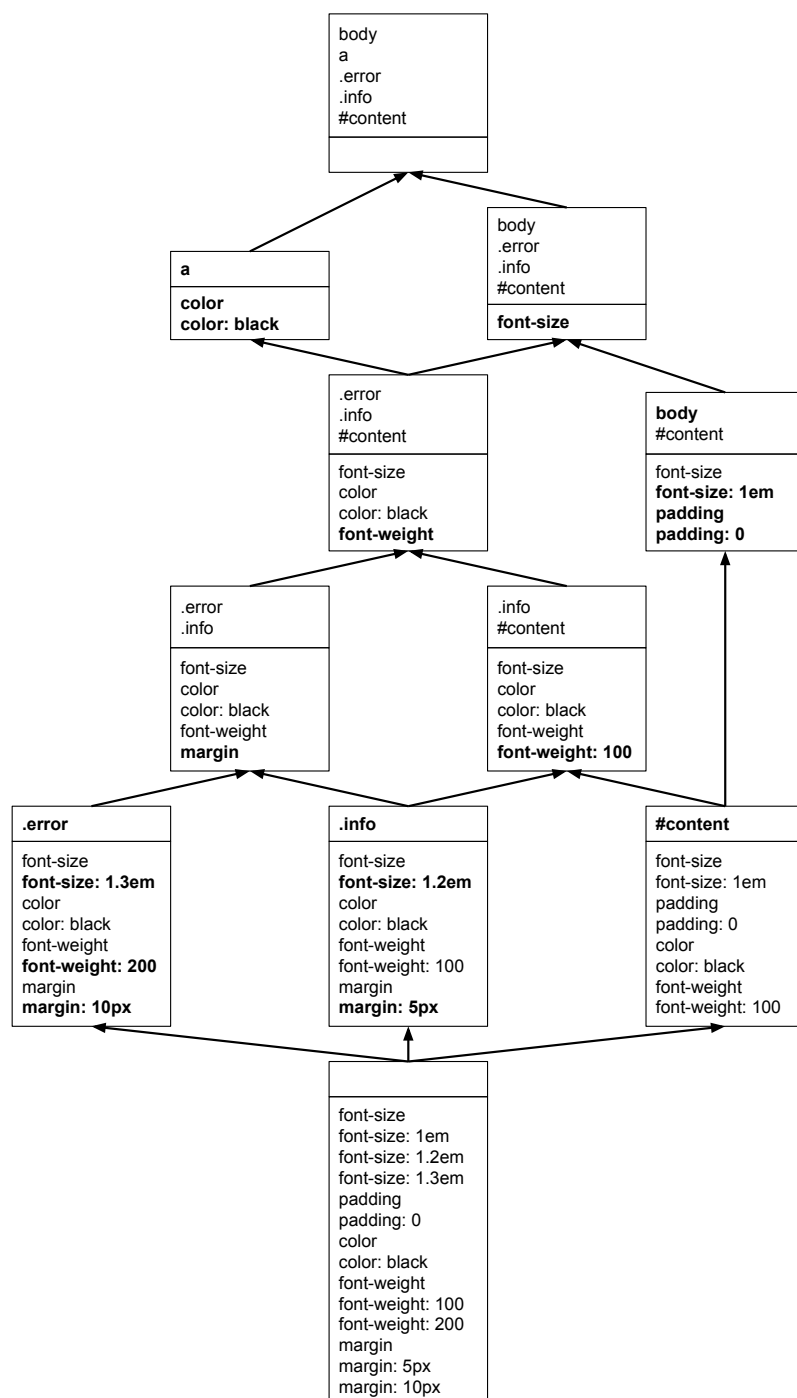 body
a
.error
.info
#content
body
.error
.info
#content
font-size
a
color
color: black
.error
.info
#content
font-size
color
color: black
font-weight
body
#content
font-size
font-size: 1em
padding
padding: 0
.error
.info
font-size
color
color: black
font-weight
margin
.info
#content
font-size
color
color: black
font-weight
font-weight: 100
.error
font-size
font-size: 1.3em
color
color: black
font-weight
font-weight: 200
margin
margin: 10px
.info
font-size
font-size: 1.2em
color
color: black
font-weight
font-weight: 100
margin
margin: 5px
#content
font-size
font-size: 1em
padding
padding: 0
color
color: black
font-weight
font-weight: 100
font-size
font-size: 1em
font-size: 1.2em
font-size: 1.3em
padding
padding: 0
color
color: black
font-weight
font-weight: 100
font-weight: 200
margin
margin: 5px
margin: 10px